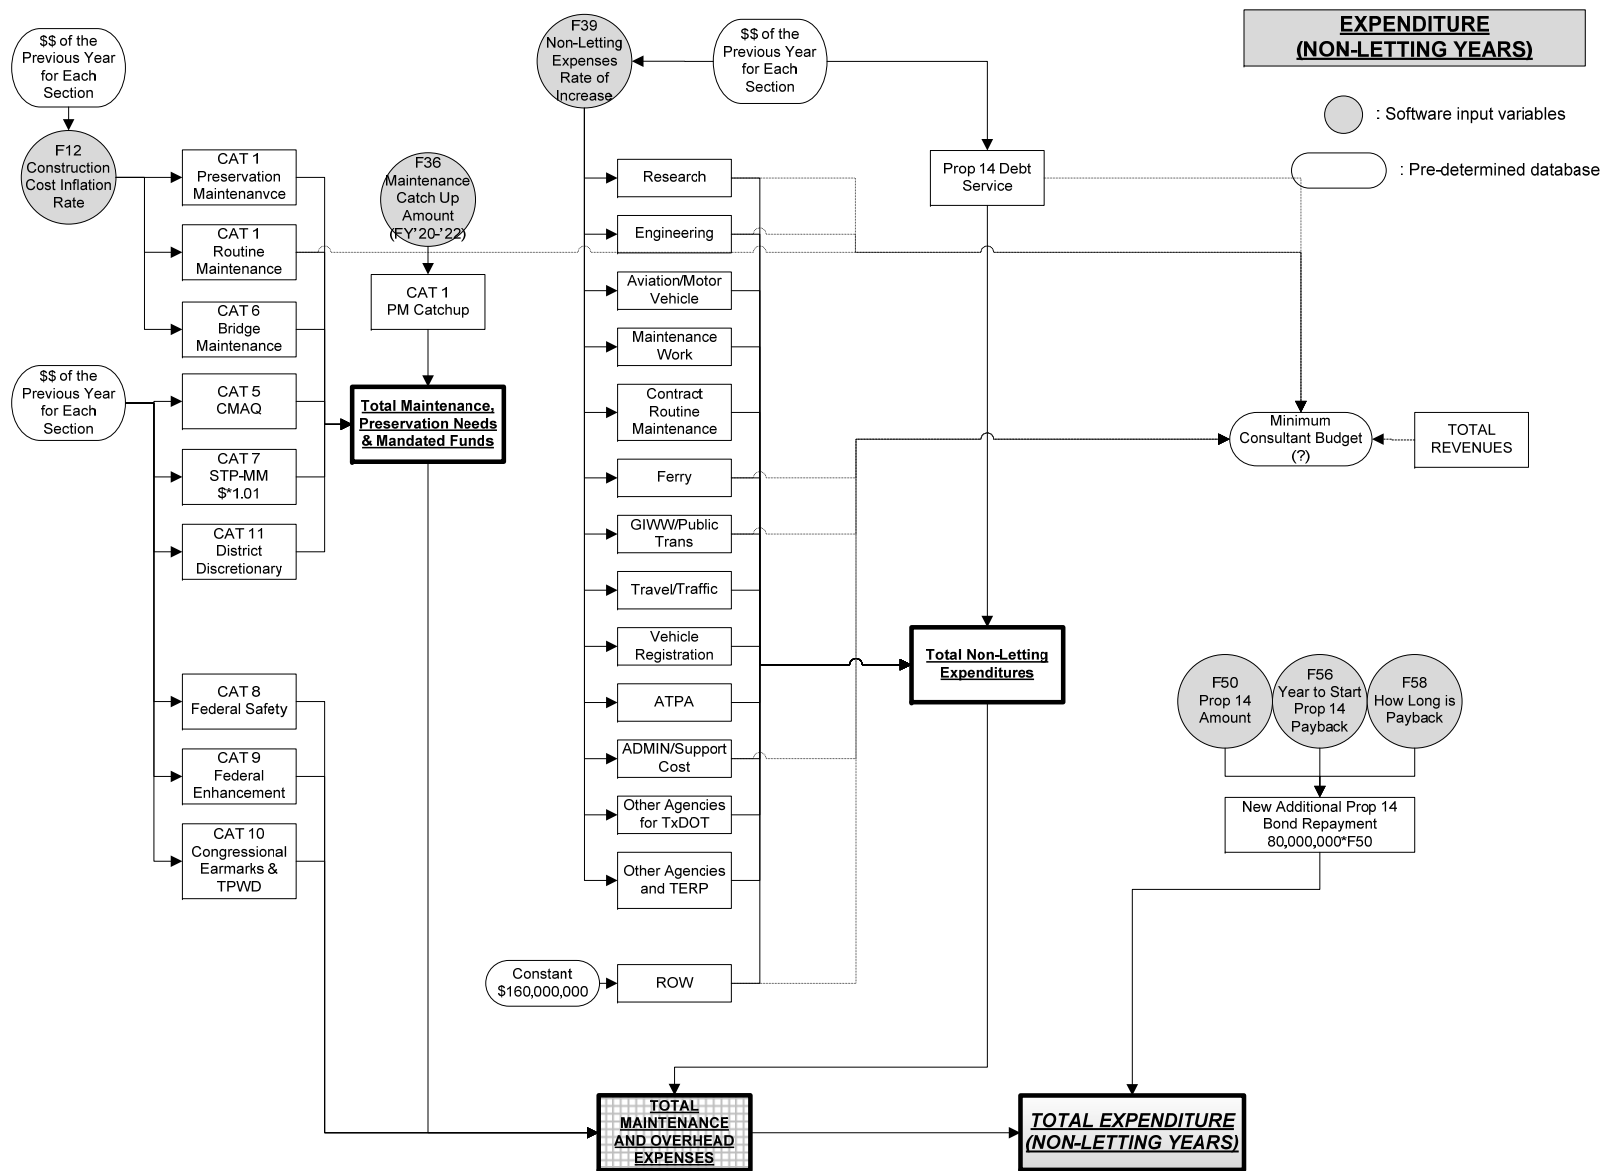 EXPENDITURE
(NON-LETTING YEARS)
: Software input variables
: Pre-determined database
$$ of the
Previous Year
for Each
Section
F12
Construction
Cost Inflation
Rate
CAT 1
Preservation
Maintenanvce
CAT 1
Routine
Maintenance
CAT 6
Bridge
Maintenance
$$ of the
Previous Year
for Each
Section
CAT 5
CMAQ
CAT 7
STP-MM
$*1.01
CAT 11
District
Discretionary
CAT 8
Federal Safety
CAT 9
Federal
Enhancement
CAT 10
Congressional
Earmarks &
TPWD
F36
Maintenance
Catch Up
Amount
(FY'20-'22)
CAT 1
PM Catchup
Total Maintenance,
Preservation Needs
& Mandated Funds
F39
Non-Letting
Expenses
Rate of
Increase
$$ of the
Previous Year
for Each
Section
Research
Engineering
Aviation/Motor
Vehicle
Maintenance
Work
Contract
Routine
Maintenance
Ferry
GIWW/Public
Trans
Travel/Traffic
Vehicle
Registration
ATPA
ADMIN/Support
Cost
Other Agencies
for TxDOT
Other Agencies
and TERP
Constant
$160,000,000
ROW
Prop 14 Debt
Service
Minimum
Consultant Budget
(?)
TOTAL
REVENUES
Total Non-Letting
Expenditures
F50
Prop 14
Amount
F56
Year to Start
Prop 14
Payback
F58
How Long is
Payback
New Additional Prop 14
Bond Repayment
80,000,000*F50
TOTAL
MAINTENANCE
AND OVERHEAD
EXPENSES
TOTAL EXPENDITURE
(NON-LETTING YEARS)